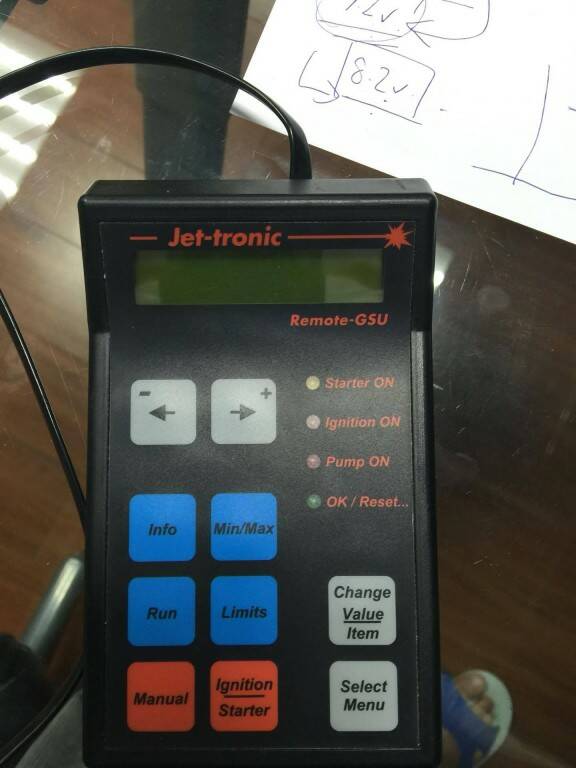 8.2v.
Jet-tronic
Remote-GSU
- +
Starter ON
Ignition ON
Pump ON
OK / Reset...
Info Min/Max
Run Limits
Change
Value
Item
Manual
Ignition
Starter
Select
Menu